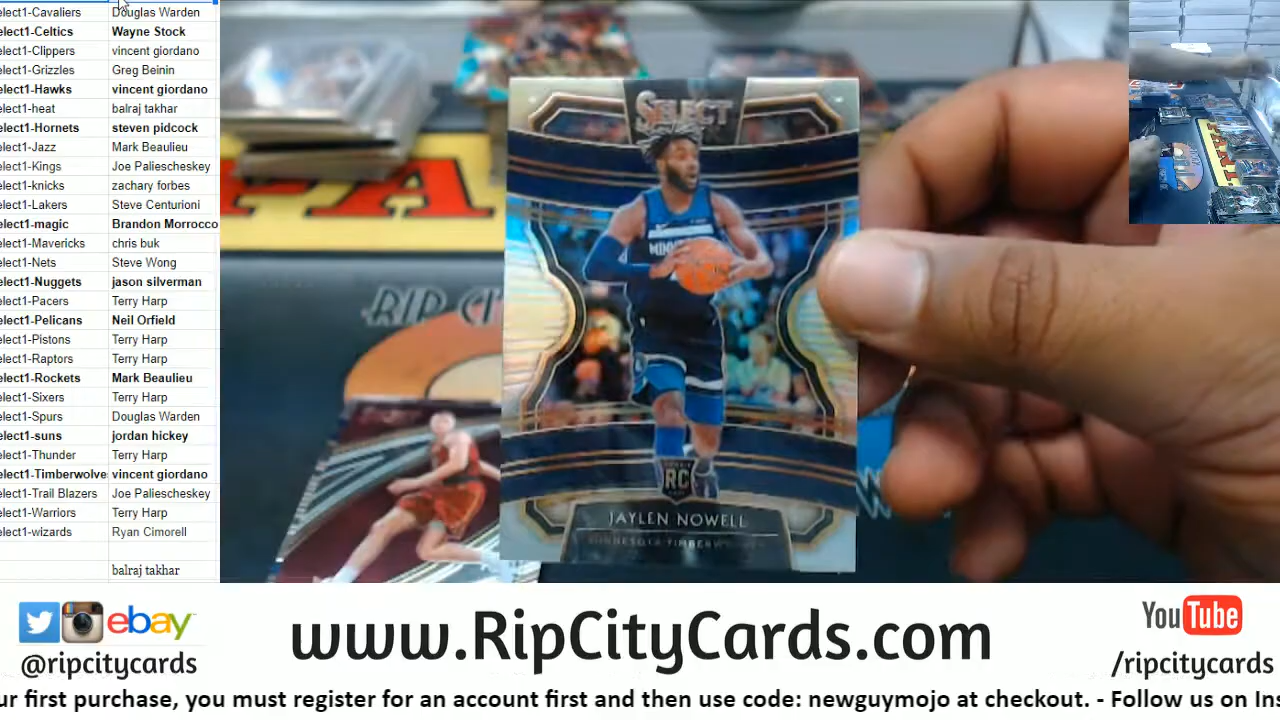 elect1-Cavaliers Douglas Warden
elect1-Celtics Wayne Stock
elect1-Clippers vincent giordano
elect1-Grizzles Greg Beinin
elect1-Hawks vincent giordano
elect1-heat balraj takhar
elect1-Hornets steven pidcock
elect1-Jazz Mark Beaulieu
elect1-Kings Joe Paliescheskey
elect1-knicks zachary forbes
elect1-Lakers Steve Centurioni
elect1-magic Brandon Morrocco
elect1-Mavericks chris buk
elect1-Nets Steve Wong
elect1-Nuggets jason silverman
elect1-Pacers Terry Harp
elect1-Pelicans Neil Orfield
elect1-Pistons Terry Harp
elect1-Raptors Terry Harp
elect1-Rockets Mark Beaulieu
elect1-Sixers Terry Harp
elect1-Spurs Douglas Warden
elect1-suns jordan hickey
elect1-Thunder Terry Harp
elect1-Timberwolve vincent giordano
elect1-Trail Blazers Joe Paliescheskey
elect1-Warriors Terry Harp
elect1-wizards Ryan Cimorell
balraj takhar
SELECT
RIP CI
RC
JAYLEN NOWELL
MINNESOTA TIMBERWOLVES
ebay
@ripcitycards
www.RipCityCards.com
YouTube
/ripcitycards
ur first purchase, you must register for an account first and then use code: newguymojo at checkout. - Follow us on Ins